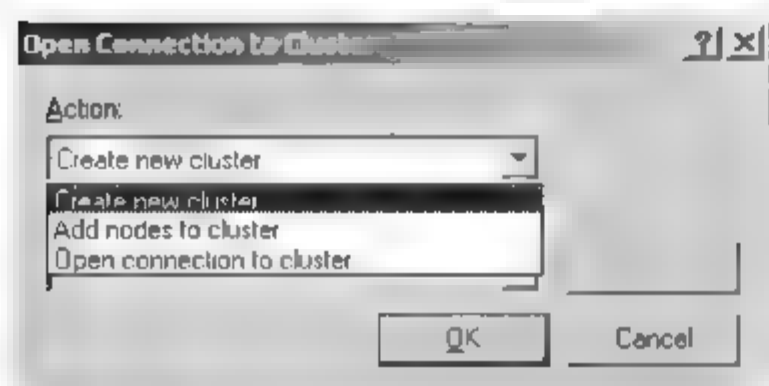 Open Connection to Cluster
Action:
Create new cluster
Create new cluster
Add nodes to cluster
Open connection to cluster
OK
Cancel